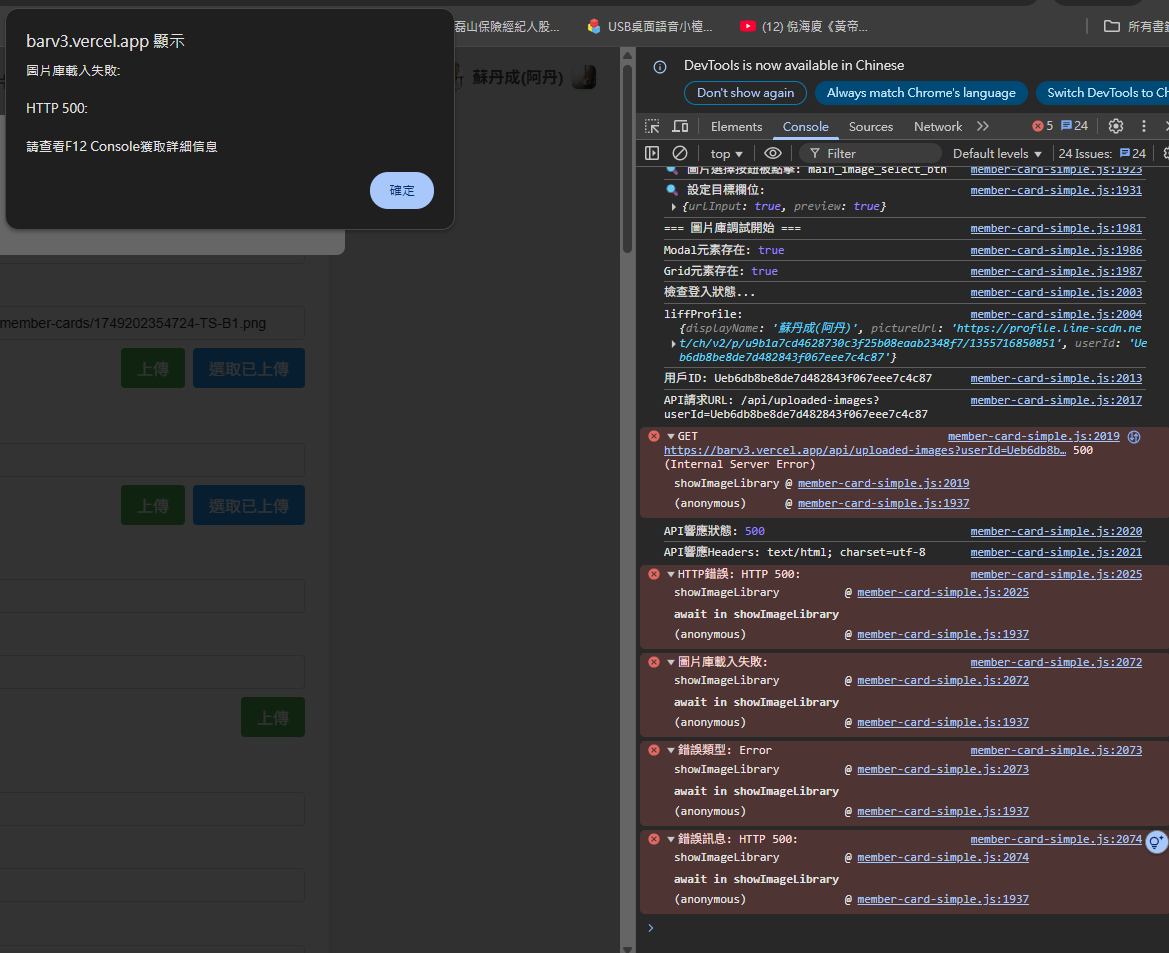 磊山保險經紀人股...
USB桌面語音小檯...
(12) 倪海廈《黃帝...
所有書籤
barv3.vercel.app 顯示
圖片庫載入失敗:
HTTP 500:
請查看F12 Console獲取詳細信息
確定
蘇丹成(阿丹)
member-cards/1749202354724-TS-B1.png
上傳
選取已上傳
上傳
選取已上傳
上傳
DevTools is now available in Chinese
Don't show again
Always match Chrome's language
Switch DevTools to Ch
Elements
Console
Sources
Network
5
24
top
Filter
Default levels
24 Issues:
24
圖片選擇按鈕被點擊: main_image_select_btn
member-card-simple.js:1923
設定目標欄位:
member-card-simple.js:1931
{urlInput: true, preview: true}
=== 圖片庫調試開始 ===
member-card-simple.js:1981
Modal元素存在: true
member-card-simple.js:1986
Grid元素存在: true
member-card-simple.js:1987
檢查登入狀態...
member-card-simple.js:2003
liffProfile:
member-card-simple.js:2004
{displayName: '蘇丹成(阿丹)', pictureUrl: 'https://profile.line-scdn.ne
t/ch/v2/p/u9b1a7cd4628730c3f25b08eaab2348f7/1355716850851', userId: 'Ue
b6db8be8de7d482843f067eee7c4c87'}
用戶ID: Ueb6db8be8de7d482843f067eee7c4c87
member-card-simple.js:2013
API請求URL: /api/uploaded-images?
member-card-simple.js:2017
userId=Ueb6db8be8de7d482843f067eee7c4c87
GET
member-card-simple.js:2019
https://barv3.vercel.app/api/uploaded-images?userId=Ueb6db8b… 500
(Internal Server Error)
showImageLibrary @ member-card-simple.js:2019
(anonymous) @ member-card-simple.js:1937
API響應狀態: 500
member-card-simple.js:2020
API響應Headers: text/html; charset=utf-8
member-card-simple.js:2021
HTTP錯誤: HTTP 500:
member-card-simple.js:2025
showImageLibrary @ member-card-simple.js:2025
await in showImageLibrary
(anonymous) @ member-card-simple.js:1937
圖片庫載入失敗:
member-card-simple.js:2072
showImageLibrary @ member-card-simple.js:2072
await in showImageLibrary
(anonymous) @ member-card-simple.js:1937
錯誤類型: Error
member-card-simple.js:2073
showImageLibrary @ member-card-simple.js:2073
await in showImageLibrary
(anonymous) @ member-card-simple.js:1937
錯誤訊息: HTTP 500:
member-card-simple.js:2074
showImageLibrary @ member-card-simple.js:2074
await in showImageLibrary
(anonymous) @ member-card-simple.js:1937